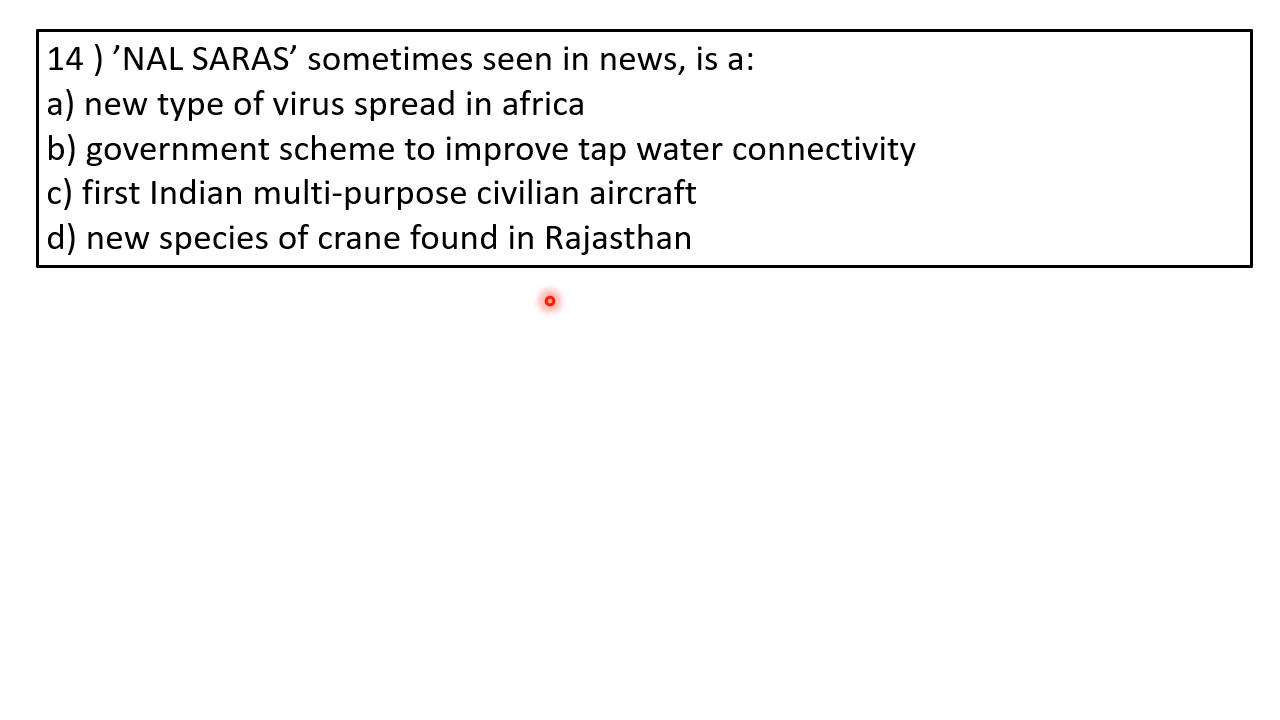 14 ) ’NAL SARAS’ sometimes seen in news, is a:
a) new type of virus spread in africa
b) government scheme to improve tap water connectivity
c) first Indian multi-purpose civilian aircraft
d) new species of crane found in Rajasthan